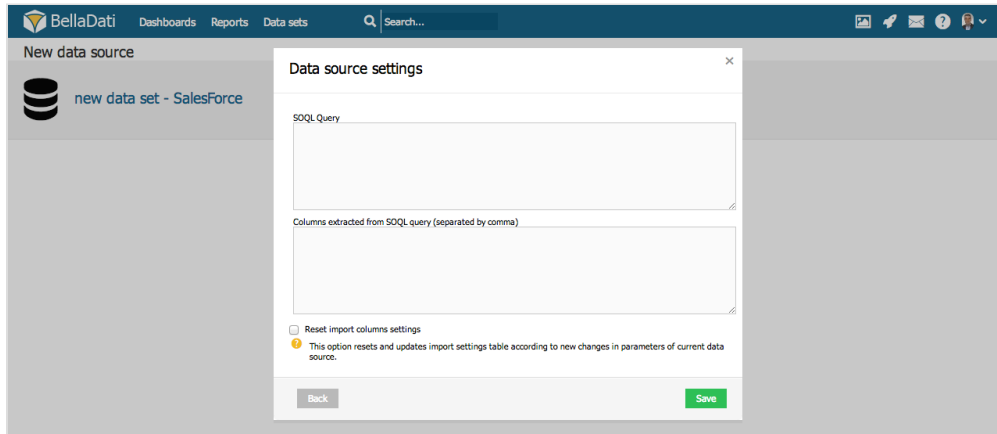 BellaDati Dashboards Reports Data sets Search...
New data source
new data set - SalesForce
Data source settings
SOQL Query
Columns extracted from SOQL query (separated by comma)
Reset import columns settings
This option resets and updates import settings table according to new changes in parameters of current data
source.
Back Save